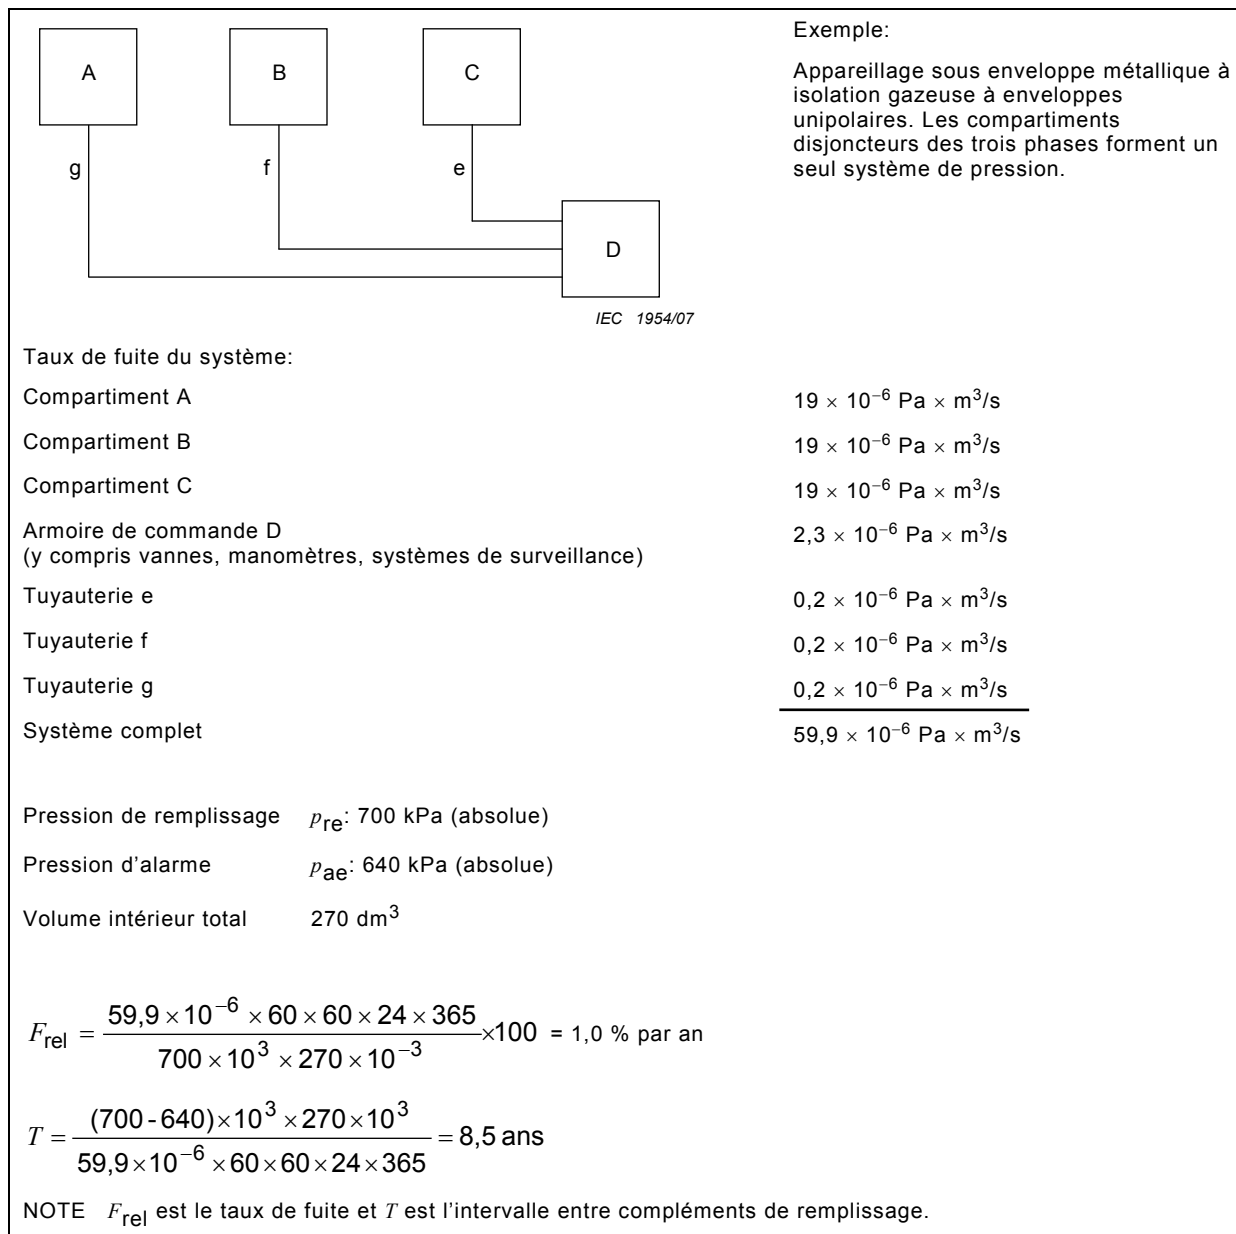 A
B
C
g
f
e
D
IEC 1954/07
Exemple:
Appareillage sous enveloppe métallique à
isolation gazeuse à enveloppes
unipolaires. Les compartiments
disjoncteurs des trois phases forment un
seul système de pression.
Taux de fuite du système:
Compartiment A 19 × 10⁻⁶ Pa × m³/s
Compartiment B 19 × 10⁻⁶ Pa × m³/s
Compartiment C 19 × 10⁻⁶ Pa × m³/s
Armoire de commande D 2,3 × 10⁻⁶ Pa × m³/s
(y compris vannes, manomètres, systèmes de surveillance)
Tuyauterie e 0,2 × 10⁻⁶ Pa × m³/s
Tuyauterie f 0,2 × 10⁻⁶ Pa × m³/s
Tuyauterie g 0,2 × 10⁻⁶ Pa × m³/s
Système complet 59,9 × 10⁻⁶ Pa × m³/s
Pression de remplissage p_re: 700 kPa (absolue)
Pression d'alarme p_ae: 640 kPa (absolue)
Volume intérieur total 270 dm³
F_rel = (59,9 × 10⁻⁶ × 60 × 60 × 24 × 365) / (700 × 10³ × 270 × 10⁻³) × 100 = 1,0 % par an
T = ((700 - 640) × 10³ × 270 × 10³) / (59,9 × 10⁻⁶ × 60 × 60 × 24 × 365) = 8,5 ans
NOTE F_rel est le taux de fuite et T est l'intervalle entre compléments de remplissage.